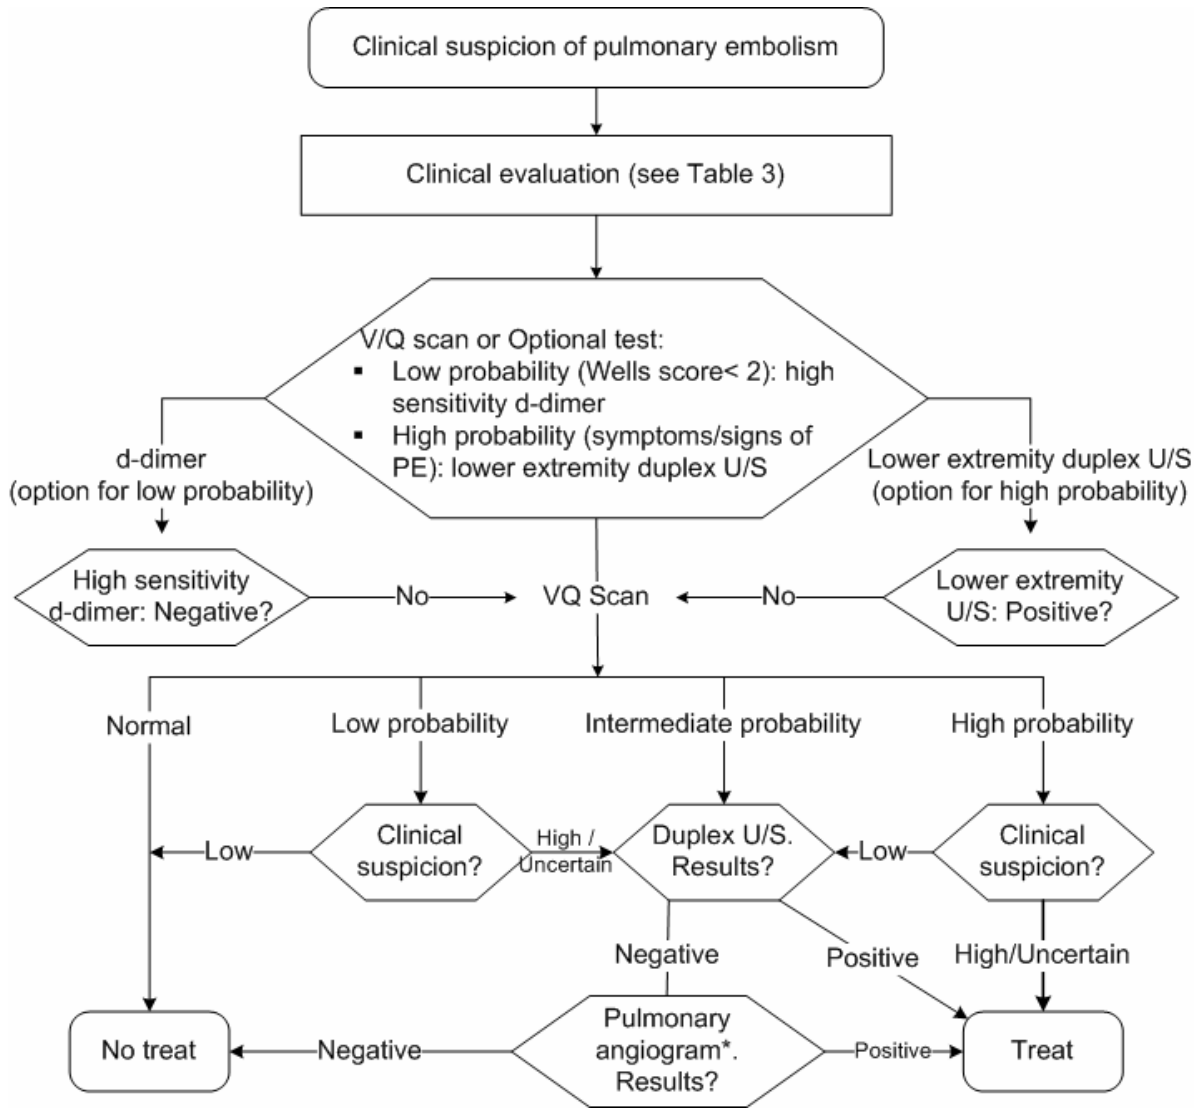 Clinical suspicion of pulmonary embolism
Clinical evaluation (see Table 3)
V/Q scan or Optional test:
▪ Low probability (Wells score< 2): high
sensitivity d-dimer
▪ High probability (symptoms/signs of
PE): lower extremity duplex U/S
d-dimer
(option for low probability)
Lower extremity duplex U/S
(option for high probability)
High sensitivity
d-dimer: Negative?
No
VQ Scan
No
Lower extremity
U/S: Positive?
Normal
Low probability
Intermediate probability
High probability
Low
Clinical
suspicion?
High /
Uncertain
Duplex U/S.
Results?
Low
Clinical
suspicion?
Negative
Positive
High/Uncertain
No treat
Negative
Pulmonary
angiogram*.
Results?
Positive
Treat